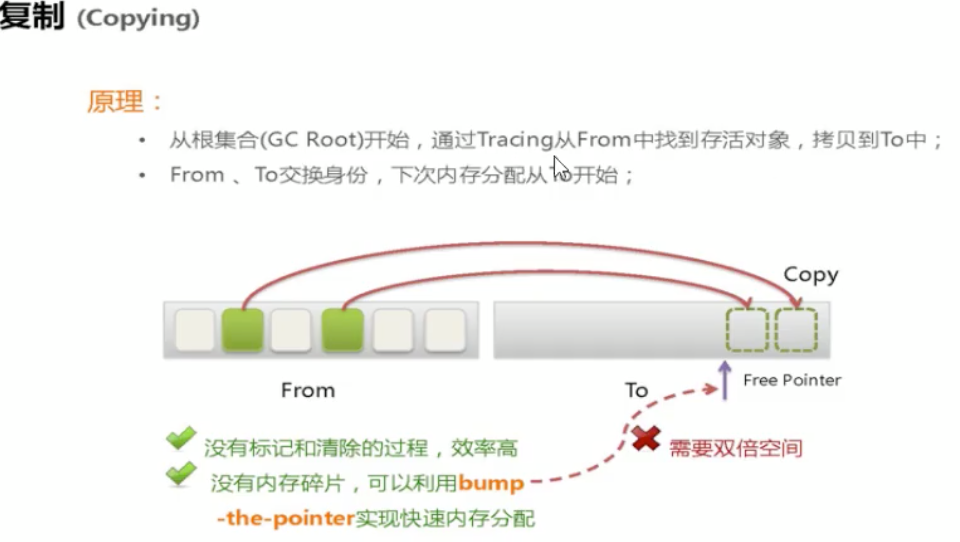 复制 (Copying)
原理：
• 从根集合(GC Root)开始，通过Tracing从From中找到存活对象，拷贝到To中；
• From 、To交换身份，下次内存分配从To开始；
Copy
From
To
Free Pointer
没有标记和清除的过程，效率高
需要双倍空间
没有内存碎片，可以利用bump
-the-pointer实现快速内存分配